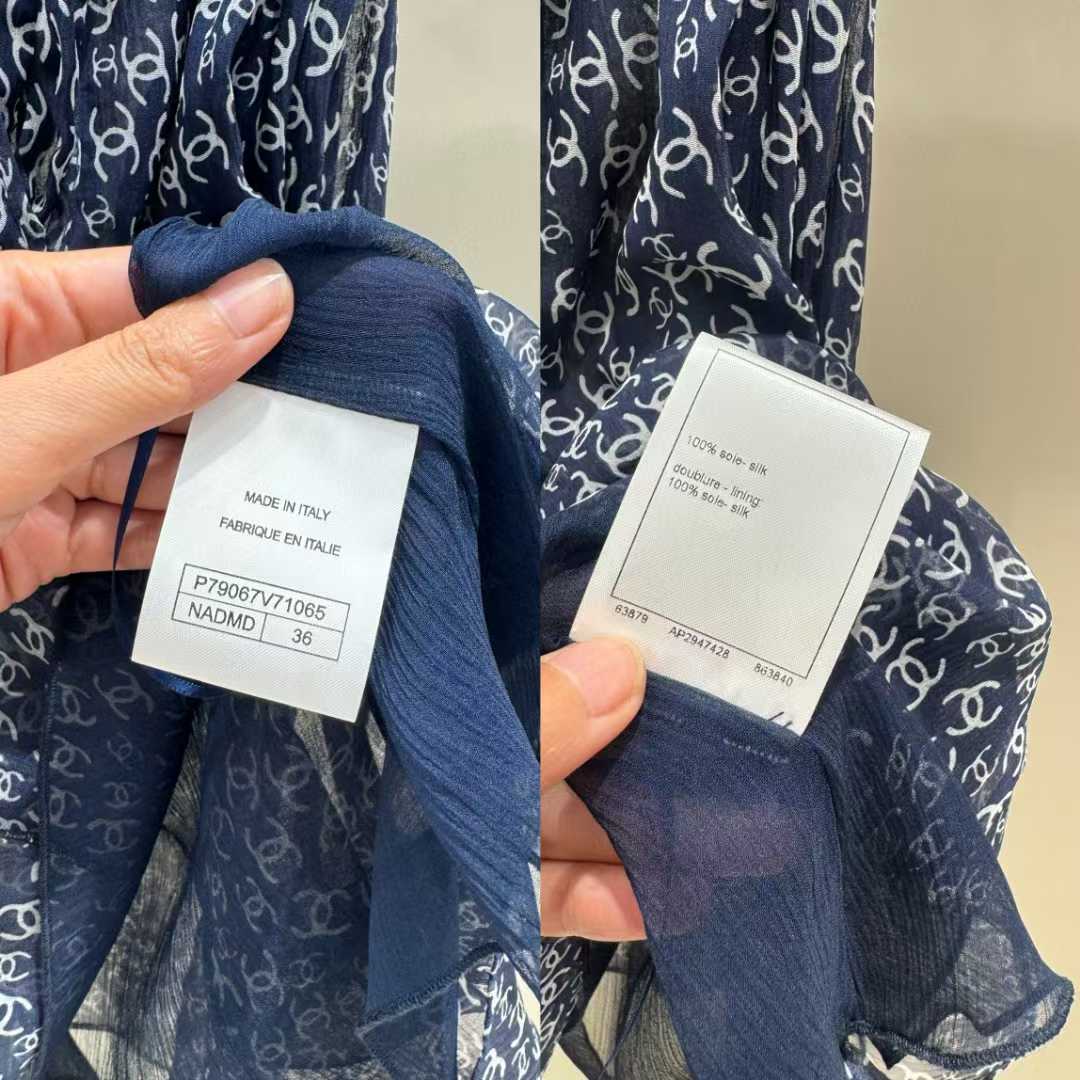 MADE IN ITALY
FABRIQUE EN ITALIE
P79067V71065
NADMD 36
100% soie- silk
doublure - lining
100% soie- silk
63879 AP2947428 863840